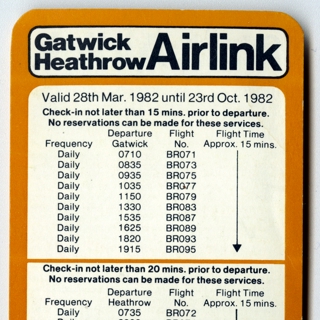 Gatwick
Heathrow Airlink
Valid 28th Mar. 1982 until 23rd Oct. 1982
Check-in not later than 15 mins. prior to departure.
No reservations can be made for these services.
Departure Flight Flight Time
Frequency Gatwick No. Approx. 15 mins.
Daily 0710 BR071
Daily 0835 BR073
Daily 0935 BR075
Daily 1035 BR077
Daily 1150 BR079
Daily 1330 BR083
Daily 1535 BR087
Daily 1625 BR089
Daily 1820 BR093
Daily 1915 BR095
Check-in not later than 20 mins. prior to departure.
No reservations can be made for these services.
Departure Flight Flight Time
Frequency Heathrow No. Approx. 15 mins.
Daily 0735 BR072